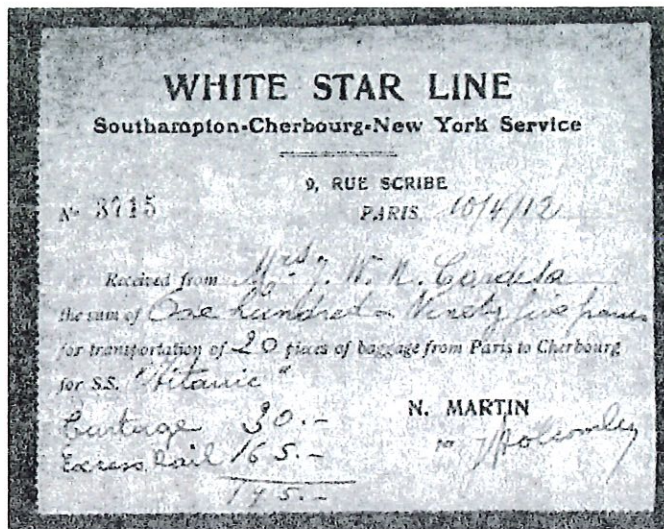 WHITE STAR LINE
Southampton-Cherbourg-New York Service
9, RUE SCRIBE
No 3715 PARIS, 10/4/12
Received from Mrs. J. W. M. Cardeza
the sum of One hundred & Ninety five francs
for transportation of 20 pieces of baggage from Paris to Cherbourg
for S.S. "Titanic"
Cartage 30.- N. MARTIN
Excess rail 165.- per
195.-